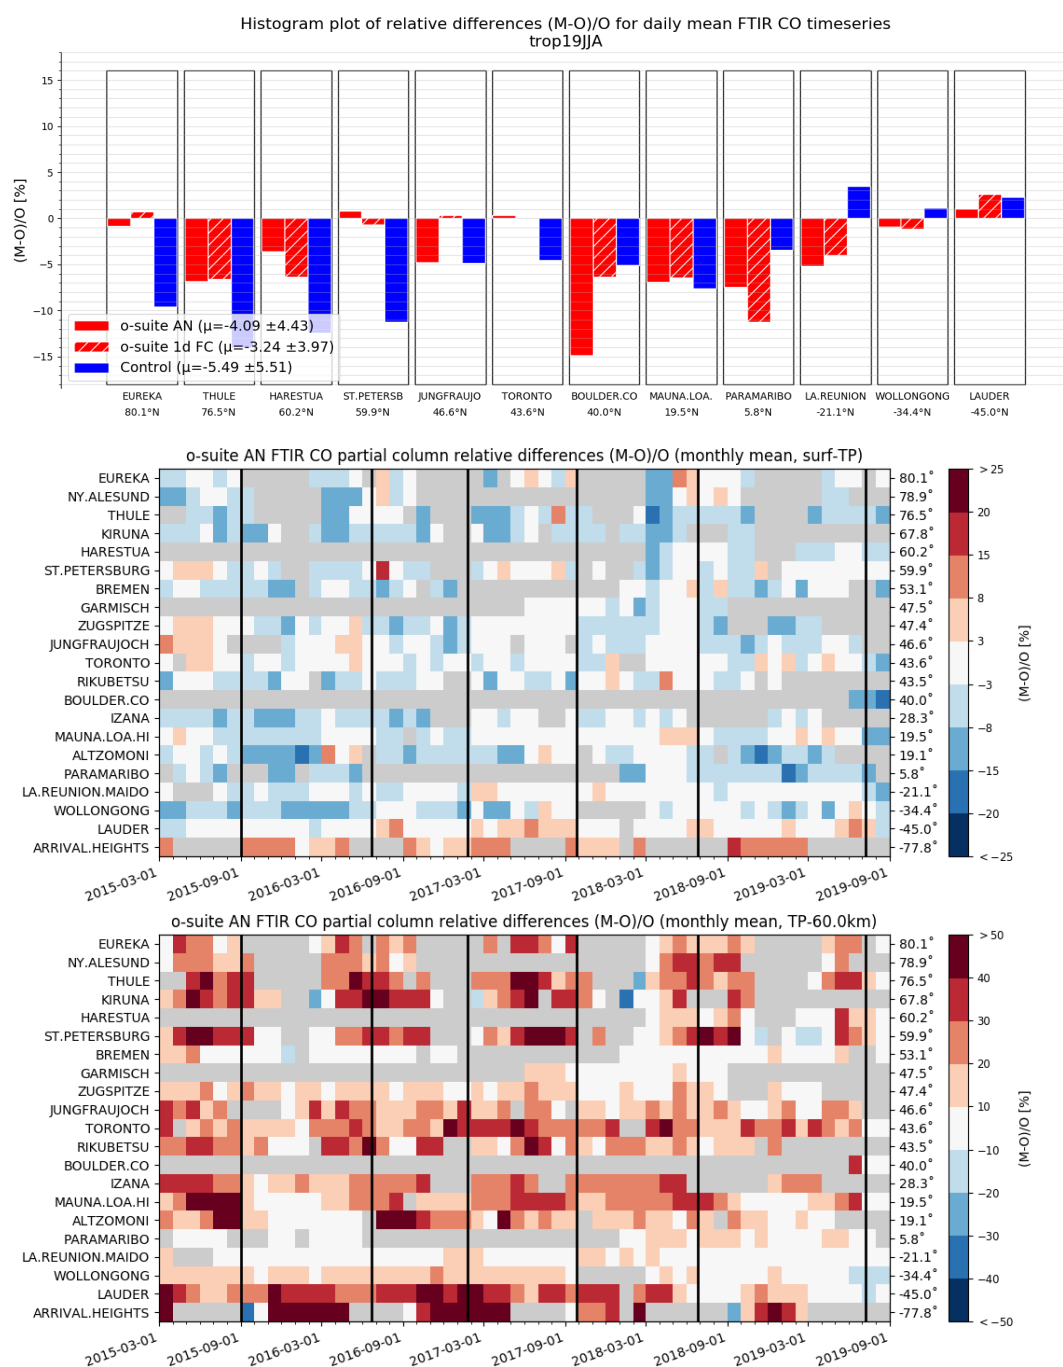 Histogram plot of relative differences (M-O)/O for daily mean FTIR CO timeseries
trop19JJA
(M-O)/O [%]
15
10
5
0
−5
−10
−15
o-suite AN (μ=-4.09 ±4.43)
o-suite 1d FC (μ=-3.24 ±3.97)
Control (μ=-5.49 ±5.51)
EUREKA THULE HARESTUA ST.PETERSB JUNGFRAUJO TORONTO BOULDER.CO MAUNA.LOA. PARAMARIBO LA.REUNION WOLLONGONG LAUDER
80.1°N 76.5°N 60.2°N 59.9°N 46.6°N 43.6°N 40.0°N 19.5°N 5.8°N -21.1°N -34.4°N -45.0°N
o-suite AN FTIR CO partial column relative differences (M-O)/O (monthly mean, surf-TP)
EUREKA 80.1˚
NY.ALESUND 78.9˚
THULE 76.5˚
KIRUNA 67.8˚
HARESTUA 60.2˚
ST.PETERSBURG 59.9˚
BREMEN 53.1˚
GARMISCH 47.5˚
ZUGSPITZE 47.4˚
JUNGFRAUJOCH 46.6˚
TORONTO 43.6˚
RIKUBETSU 43.5˚
BOULDER.CO 40.0˚
IZANA 28.3˚
MAUNA.LOA.HI 19.5˚
ALTZOMONI 19.1˚
PARAMARIBO 5.8˚
LA.REUNION.MAIDO -21.1˚
WOLLONGONG -34.4˚
LAUDER -45.0˚
ARRIVAL.HEIGHTS -77.8˚
2015-03-01 2015-09-01 2016-03-01 2016-09-01 2017-03-01 2017-09-01 2018-03-01 2018-09-01 2019-03-01 2019-09-01
> 25
20
15
8
3
−3
−8
−15
−20
< −25
(M-O)/O [%]
o-suite AN FTIR CO partial column relative differences (M-O)/O (monthly mean, TP-60.0km)
EUREKA 80.1˚
NY.ALESUND 78.9˚
THULE 76.5˚
KIRUNA 67.8˚
HARESTUA 60.2˚
ST.PETERSBURG 59.9˚
BREMEN 53.1˚
GARMISCH 47.5˚
ZUGSPITZE 47.4˚
JUNGFRAUJOCH 46.6˚
TORONTO 43.6˚
RIKUBETSU 43.5˚
BOULDER.CO 40.0˚
IZANA 28.3˚
MAUNA.LOA.HI 19.5˚
ALTZOMONI 19.1˚
PARAMARIBO 5.8˚
LA.REUNION.MAIDO -21.1˚
WOLLONGONG -34.4˚
LAUDER -45.0˚
ARRIVAL.HEIGHTS -77.8˚
2015-03-01 2015-09-01 2016-03-01 2016-09-01 2017-03-01 2017-09-01 2018-03-01 2018-09-01 2019-03-01 2019-09-01
> 50
40
30
20
10
−10
−20
−30
−40
< −50
(M-O)/O [%]